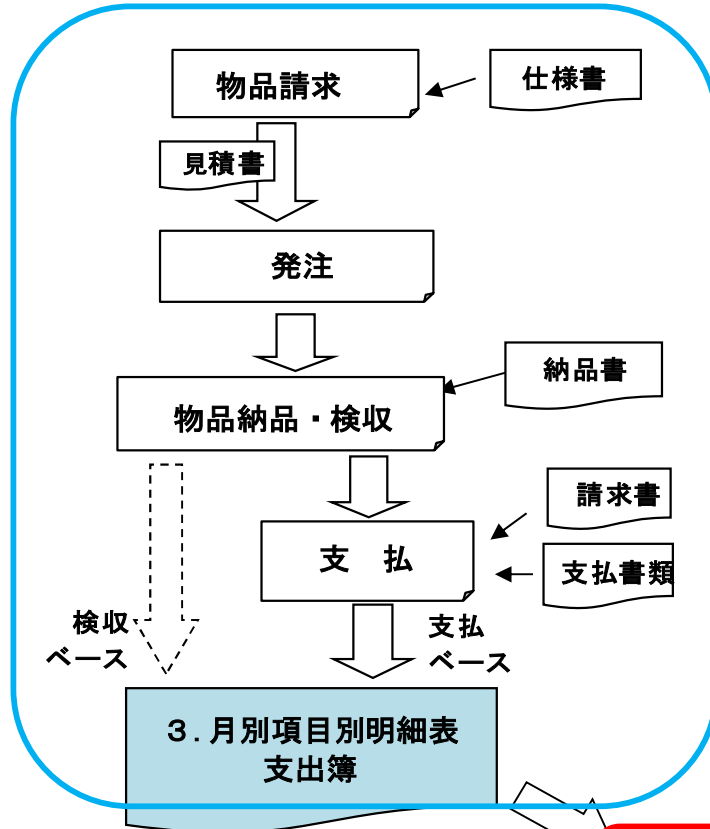 物品請求
仕様書
見積書
発注
物品納品・検収
納品書
支　払
請求書
支払書類
検収
ベース
支払
ベース
３．月別項目別明細表
支出簿